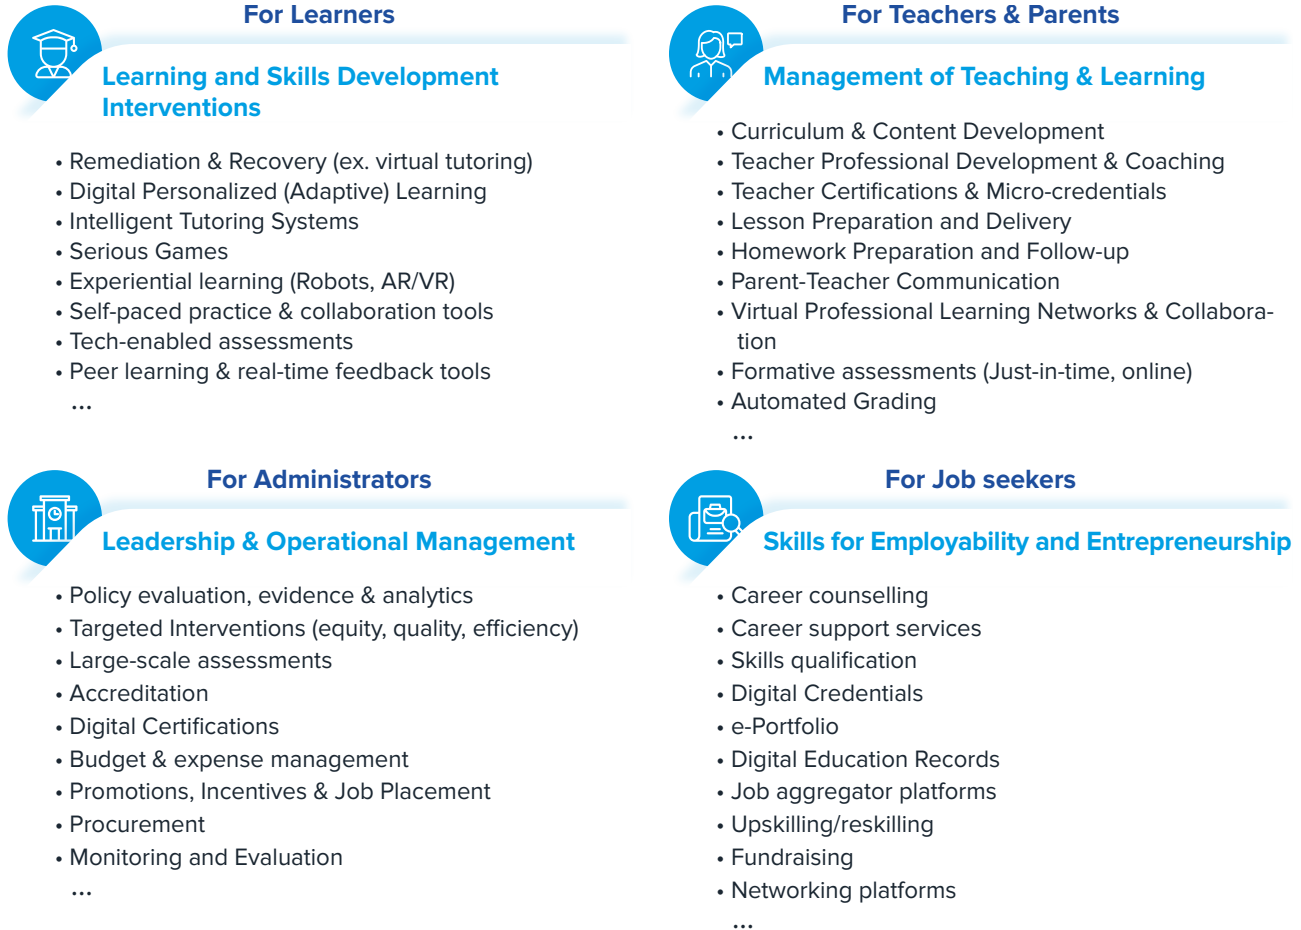 For Learners
Learning and Skills Development
Interventions
• Remediation & Recovery (ex. virtual tutoring)
• Digital Personalized (Adaptive) Learning
• Intelligent Tutoring Systems
• Serious Games
• Experiential learning (Robots, AR/VR)
• Self-paced practice & collaboration tools
• Tech-enabled assessments
• Peer learning & real-time feedback tools
...
For Teachers & Parents
Management of Teaching & Learning
• Curriculum & Content Development
• Teacher Professional Development & Coaching
• Teacher Certifications & Micro-credentials
• Lesson Preparation and Delivery
• Homework Preparation and Follow-up
• Parent-Teacher Communication
• Virtual Professional Learning Networks & Collabora-
tion
• Formative assessments (Just-in-time, online)
• Automated Grading
...
For Administrators
Leadership & Operational Management
• Policy evaluation, evidence & analytics
• Targeted Interventions (equity, quality, efficiency)
• Large-scale assessments
• Accreditation
• Digital Certifications
• Budget & expense management
• Promotions, Incentives & Job Placement
• Procurement
• Monitoring and Evaluation
...
For Job seekers
Skills for Employability and Entrepreneurship
• Career counselling
• Career support services
• Skills qualification
• Digital Credentials
• e-Portfolio
• Digital Education Records
• Job aggregator platforms
• Upskilling/reskilling
• Fundraising
• Networking platforms
...